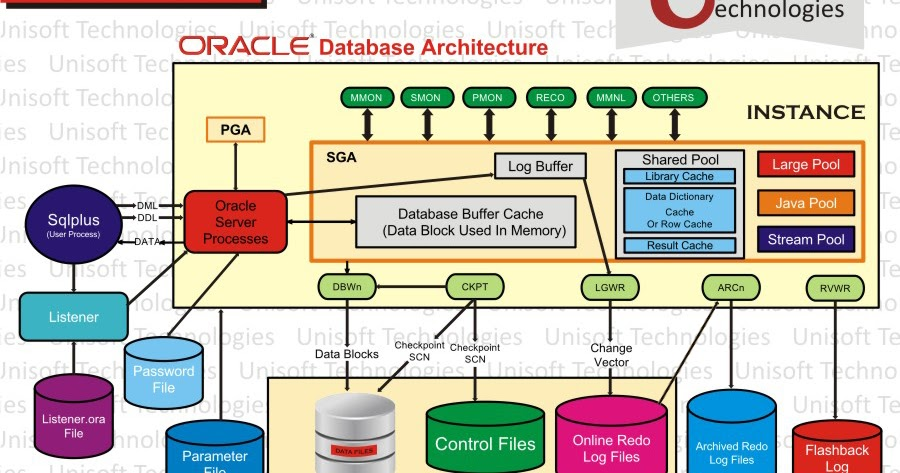 echnologies
ORACLE Database Architecture
MMON
SMON
PMON
RECO
MMNL
OTHERS
INSTANCE
PGA
SGA
Log Buffer
Shared Pool
Library Cache
Data Dictionary
Cache
Or Row Cache
Result Cache
Large Pool
Java Pool
Stream Pool
Database Buffer Cache
(Data Block Used In Memory)
Oracle
Server
Processes
Sqlplus
(User Process)
DML
DDL
DATA
Listener
DBWn
CKPT
LGWR
ARCn
RVWR
Data Blocks
Checkpoint
SCN
Checkpoint
SCN
Change
Vector
Password
File
Listener.ora
File
Parameter
File
DATA FILES
Control Files
Online Redo
Log Files
Archived Redo
Log Files
Flashback
Log
Unisoft Technologies